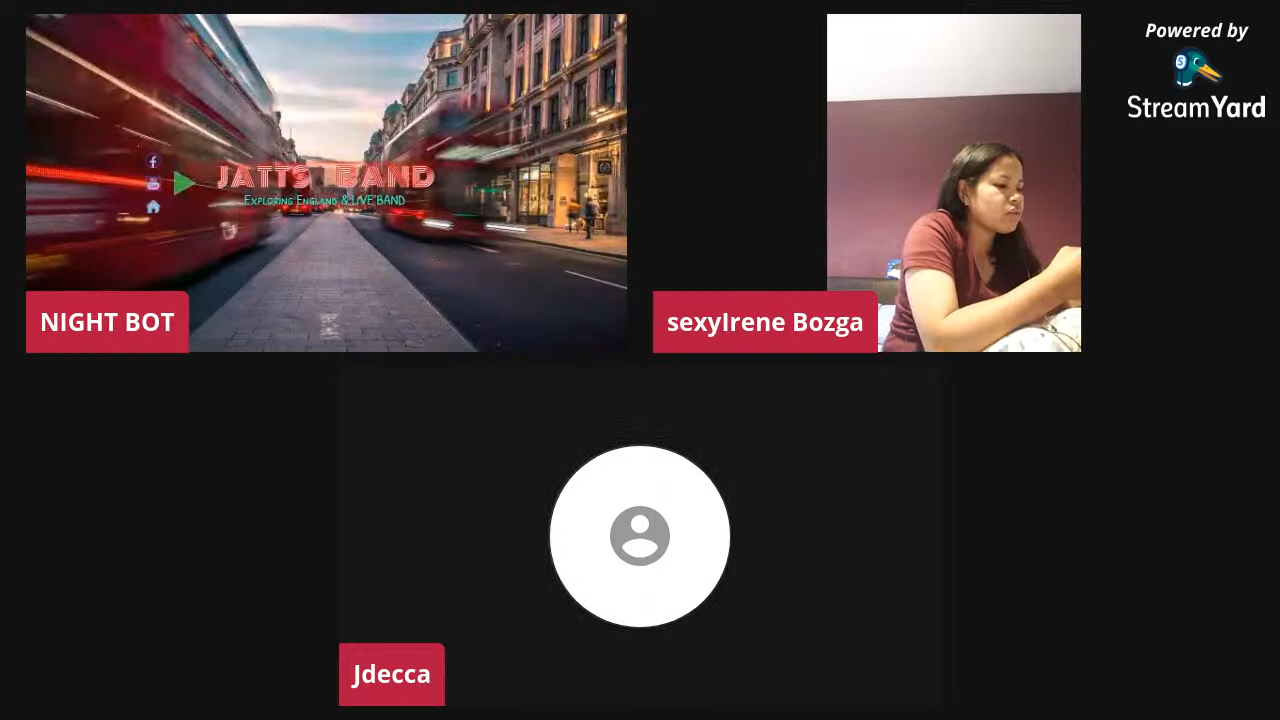 Powered by
StreamYard
JATTS BAND
EXPLORING ENGLAND & LIVE BAND
NIGHT BOT
sexyIrene Bozga
Jdecca